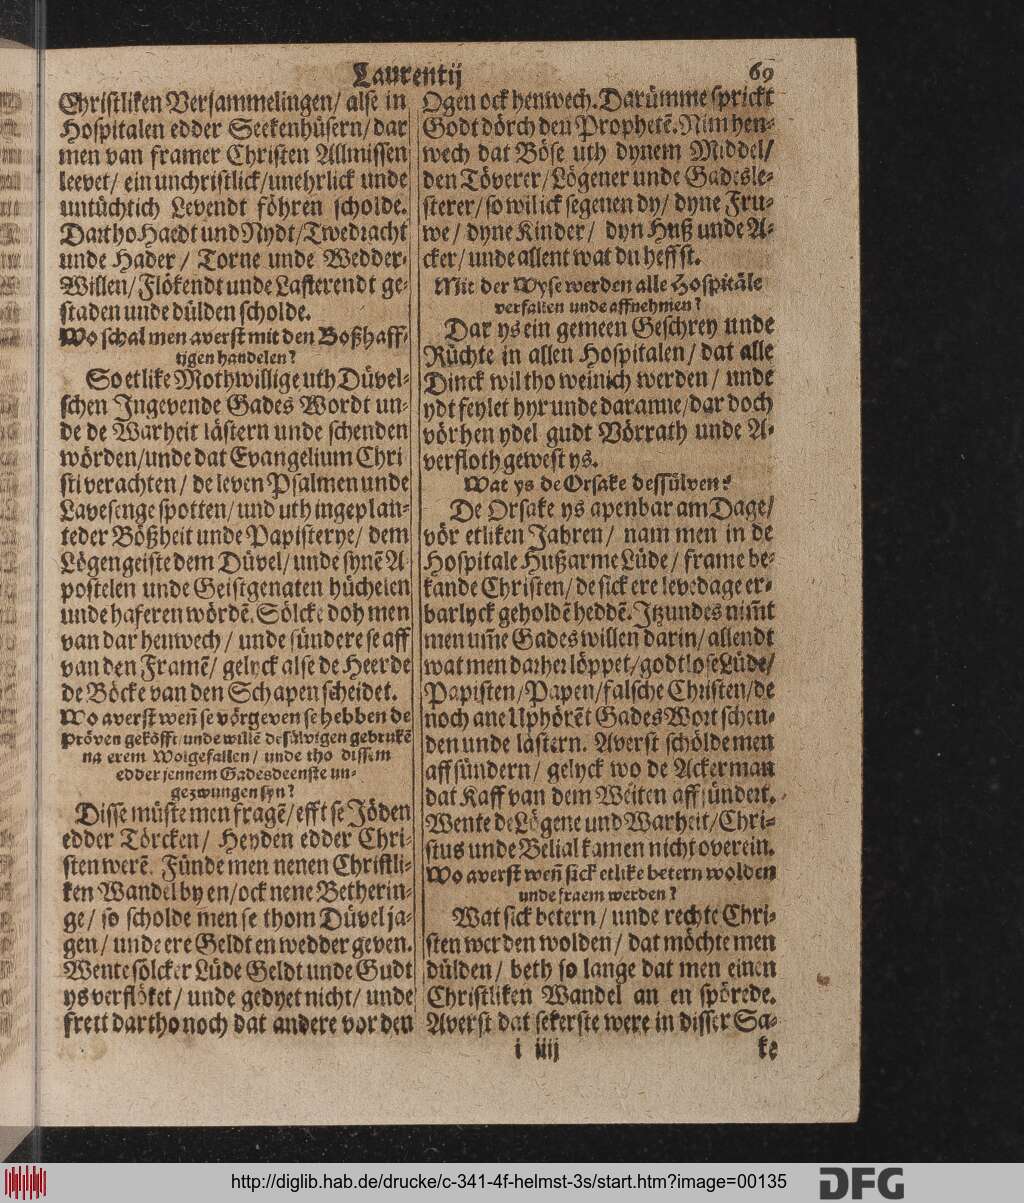 Laurentij
69
Christliken Versammelingen/ alse in
Hospitalen edder Seekenhüsern/ dar
men van framer Christen Allmissen
leevet/ ein unchristlick/ unehrlick unde
untüchtich Levendt föhren scholde.
Dartho Haedt und Nydt/ Twedracht
unde Hader / Torne unde Wedder-
Willen/ Flökendt unde Lasterendt ge-
staden unde dülden scholde.
Wo schal men averst mit den Boßhaff-
tigen handelen?
So etlike Mothwillige uth Düvel-
schen Ingevende Gades Wordt un-
de de Warheit lästern unde schenden
wörden/ unde dat Evangelium Chri
sti verachten/ de leven Psalmen unde
Lavesenge spotten/ und uth ingeplan-
teder Bößheit unde Papisterye/ dem
Lögengeiste dem Düvel/ unde synē A-
postelen unde Geistgenaten hüchelen
unde haferen wördē. Sölcke doh men
van dar henwech/ unde sündere se aff
van den Framē/ gelyck alse de Heerde
de Böcke van den Schapen scheidet.
Wo averst weñ se vörgeven se hebben de
Pröven geköfft/ unde willē desülvigen gebrukē
na erem Wolgefallen/ unde tho dissem
edder jennem Gadesdeenste un-
gezwungen syn?
Disse müste men fragē/ efft se Jöden
edder Törcken/ Heyden edder Chri-
sten werē. Fünde men nenen Christli-
ken Wandel by en/ ock nene Betherin-
ge/ so scholde men se thom Düvel ja-
gen/ unde ere Geldt en wedder geven.
Wente sölcker Lüde Geldt unde Gudt
ys verflöket/ unde gedyet nicht/ unde
frett dartho noch dat andere vor den
Ogen ock henwech. Darümme sprickt
Godt dörch den Prophetē. Nim hen-
wech dat Böse uth dynem Middel/
den Töverer/ Lögener unde Gadesle-
sterer/ so wil ick segenen dy/ dyne Fru-
we/ dyne Kinder/ dyn Huß unde A-
cker/ unde allent wat du heffst.
Mit der Wyse werden alle Hospitäle
verfallen unde affnehmen?
Dar ys ein gemeen Geschrey unde
Rüchte in allen Hospitalen/ dat alle
Dinck wil tho weinich werden/ unde
ydt feylet hyr unde daranne/ dar doch
vörhen ydel gudt Vörrath unde A-
verfloth gewest ys.
Wat ys de Orsake dessülven?
De Orsake ys apenbar am Dage/
vör etliken Jahren/ nam men in de
Hospitale Hußarme Lüde/ frame be-
kande Christen/ de sick ere levedage er-
barlyck geholdē heddē. Itzundes nim̃t
men um̃e Gades willen darin/ allendt
wat men darher löppet/ godtlose Lüde/
Papisten/ Papen/ falsche Christen/ de
noch ane Uphörēt Gades Wort schen-
den unde lästern. Averst schölde men
aff sündern/ gelyck wo de Ackerman
dat Kaff van dem Weiten aff sündert.
Wente de Lögene und Warheit/ Chri-
stus unde Belial kamen nicht overein.
Wo averst weñ sick etlike betern wolden
unde fraem werden?
Wat sick betern/ unde rechte Chri-
sten werden wolden/ dat möchte men
dülden/ beth so lange dat men einen
Christliken Wandel an en spörede.
Averst dat sekerste were in disser Sa-
i iiij
ke
http://diglib.hab.de/drucke/c-341-4f-helmst-3s/start.htm?image=00135
DFG